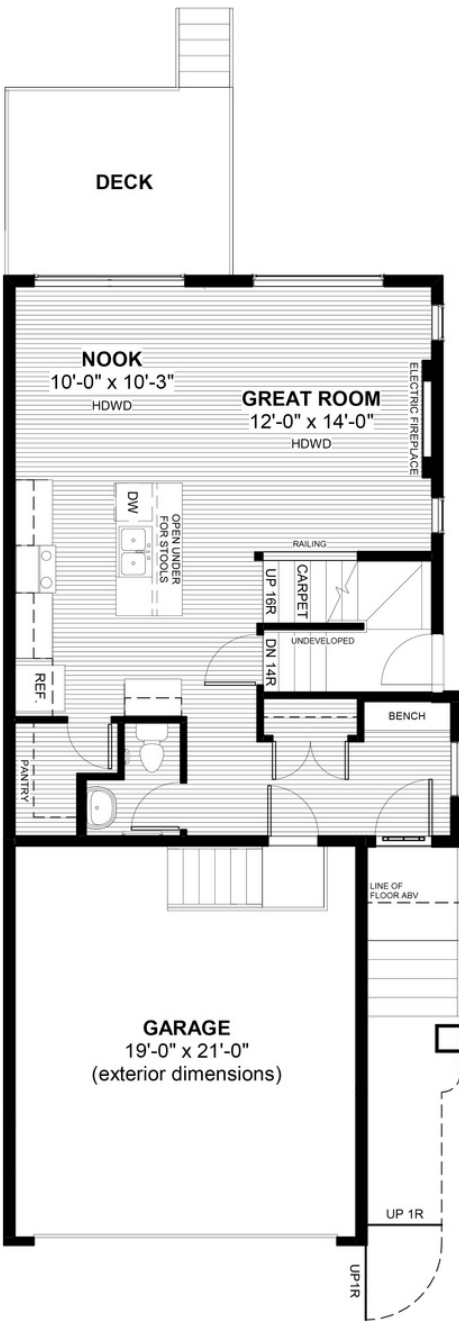 DECK
NOOK
10'-0" x 10'-3"
HDWD
GREAT ROOM
12'-0" x 14'-0"
HDWD
ELECTRIC FIREPLACE
DW
OPEN UNDER
FOR STOOLS
RAILING
UP 16R
CARPET
DN 14R
UNDEVELOPED
REF.
BENCH
PANTRY
LINE OF
FLOOR ABV
GARAGE
19'-0" x 21'-0"
(exterior dimensions)
UP 1R
UP1R